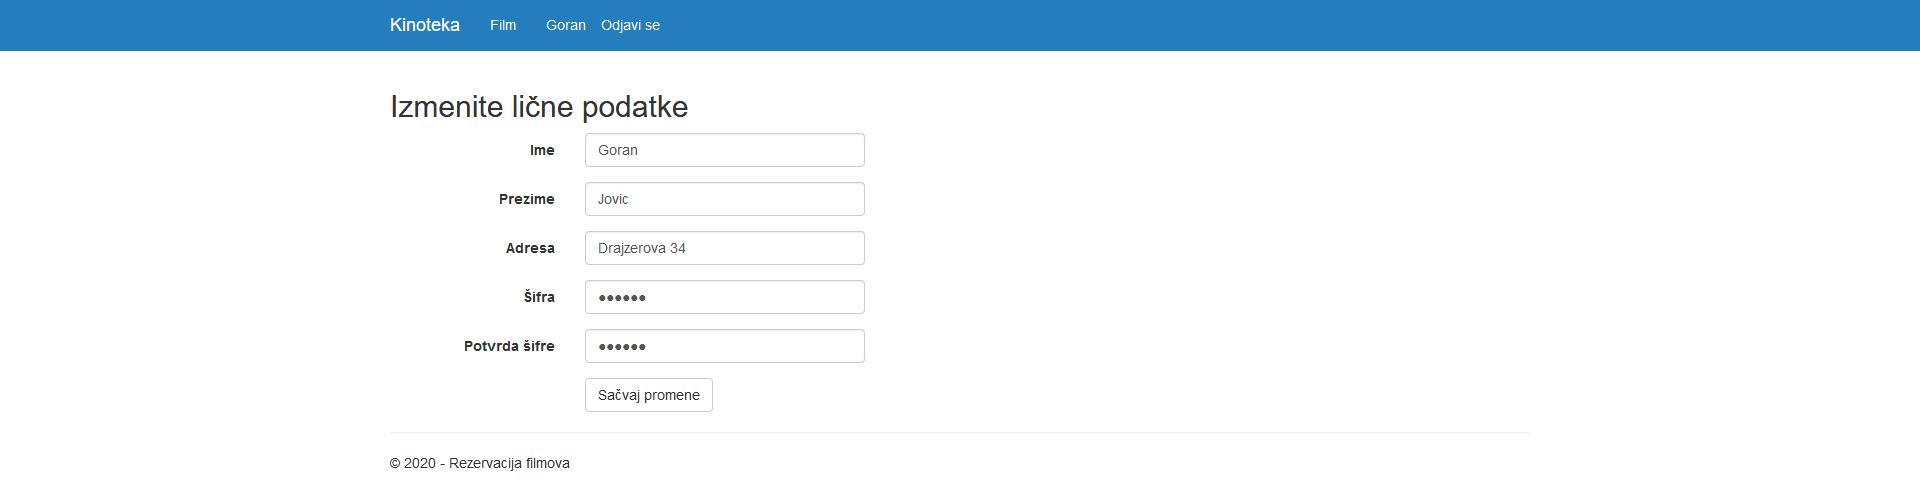 Kinoteka Film Goran Odjavi se
Izmenite lične podatke
Ime Goran
Prezime Jovic
Adresa Drajzerova 34
Šifra ●●●●●●
Potvrda šifre ●●●●●●
Sačvaj promene
© 2020 - Rezervacija filmova